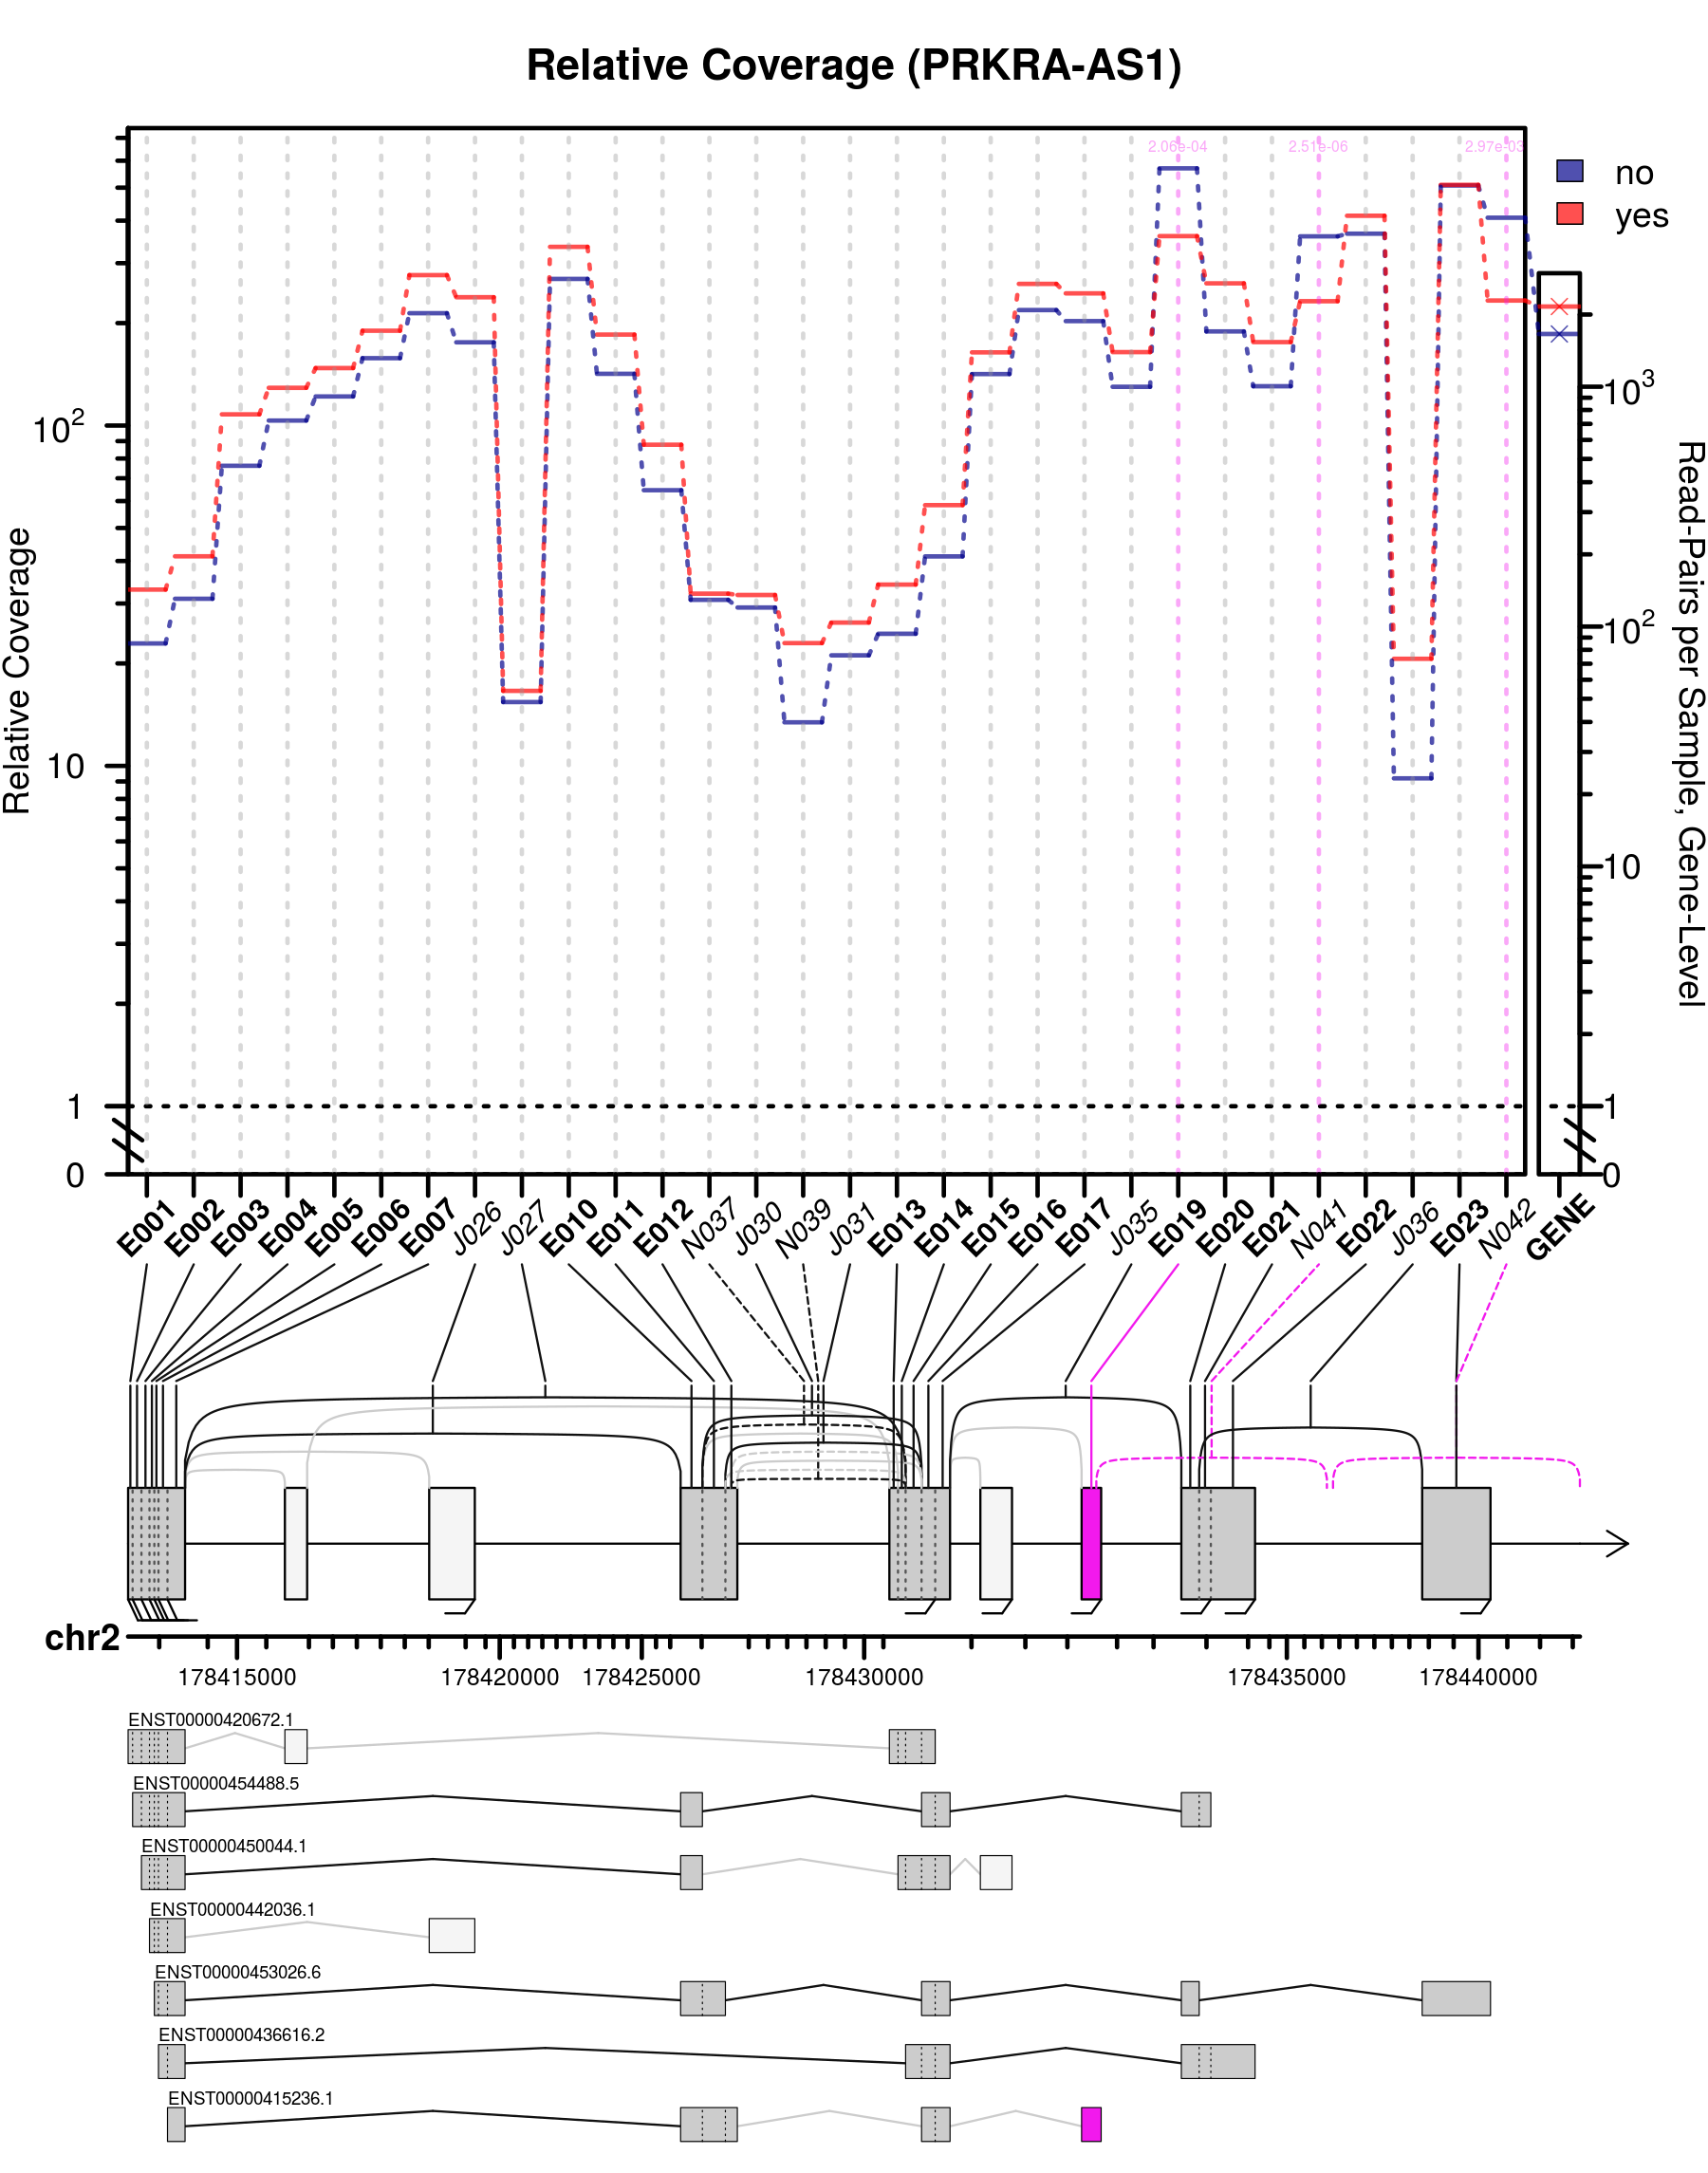 Relative Coverage (PRKRA-AS1)
2.06e-04 2.51e-06 2.97e-03
no
yes
Relative Coverage
10²
10
1
0
10³
10²
10
1
0
Read-Pairs per Sample, Gene-Level
E001 E002 E003 E004 E005 E006 E007 J026 J027 E010 E011 E012 N037 J030 N039 J031 E013 E014 E015 E016 E017 J035 E019 E020 E021 N041 E022 J036 E023 N042 GENE
chr2
178415000 178420000 178425000 178430000 178435000 178440000
ENST00000420672.1
ENST00000454488.5
ENST00000450044.1
ENST00000442036.1
ENST00000453026.6
ENST00000436616.2
ENST00000415236.1